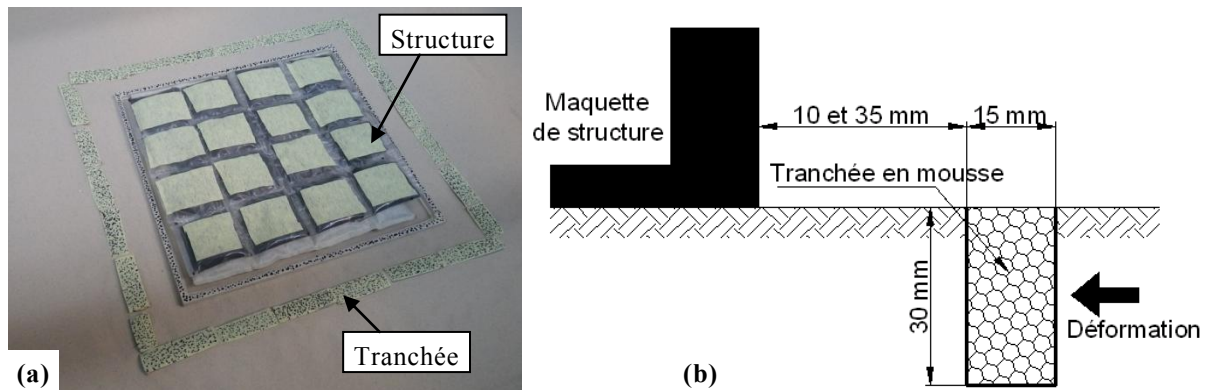 Structure
Tranchée
(a)
Maquette
de structure
10 et 35 mm
15 mm
Tranchée en mousse
30 mm
Déformation
(b)